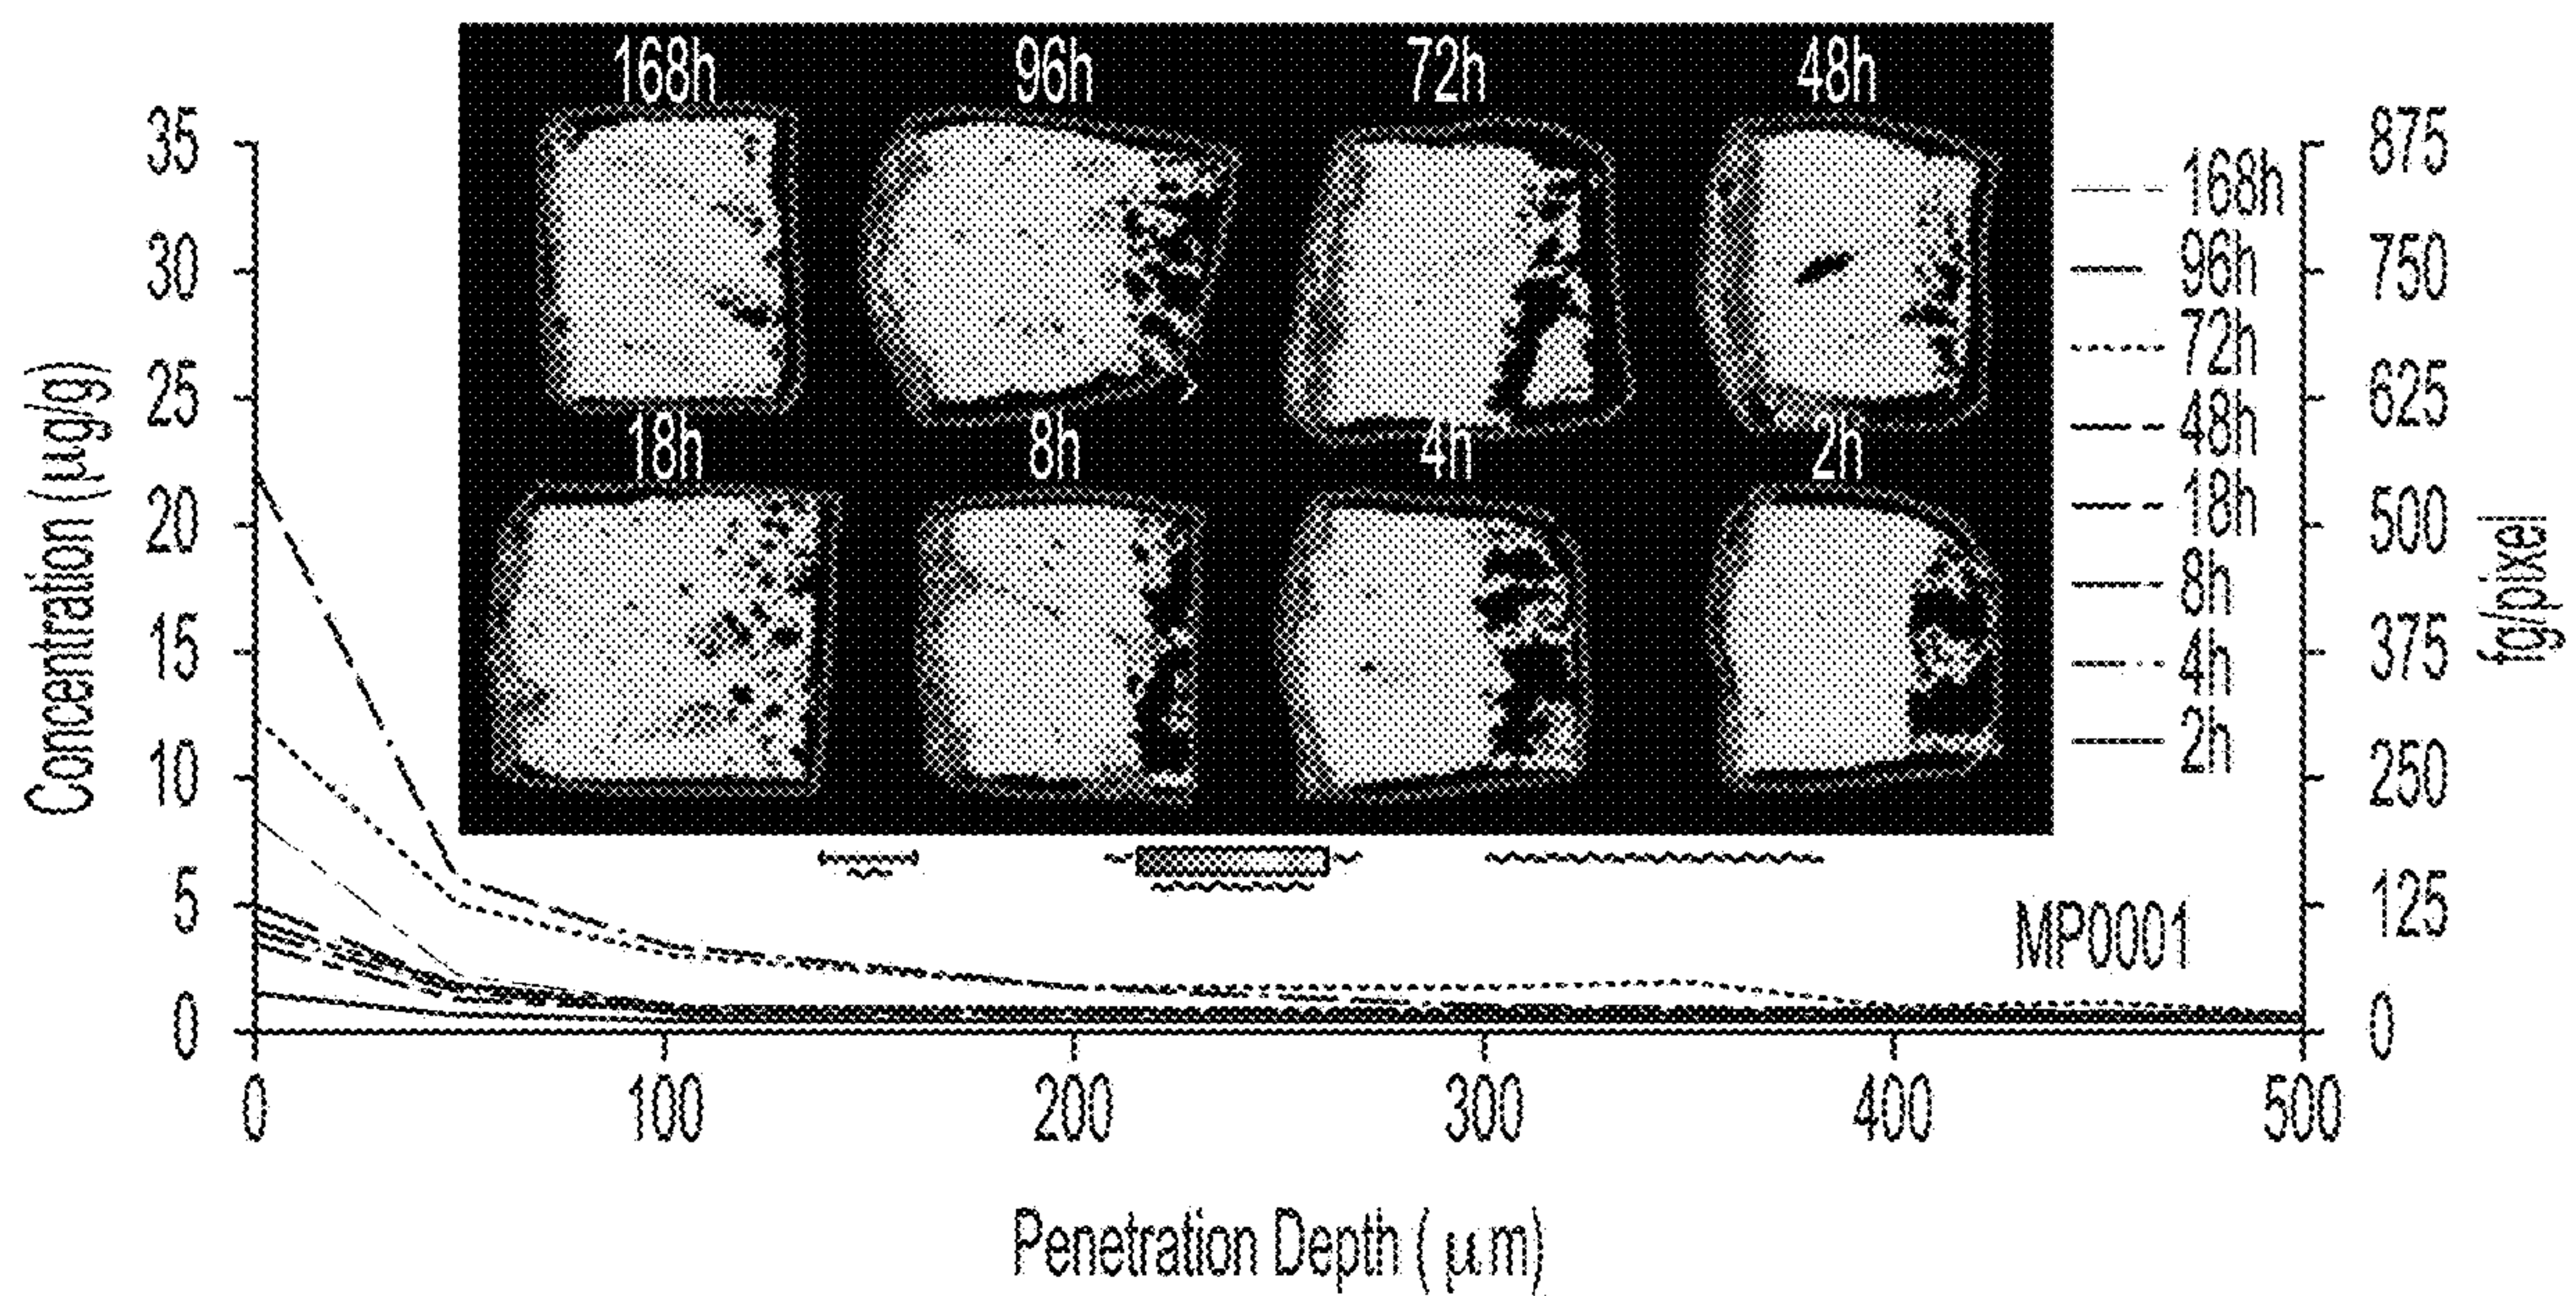 168h 96h 72h 48h
18h 8h 4h 2h
Concentration (µg/g)
35
30
25
20
15
10
5
0
168h
96h
72h
48h
18h
8h
4h
2h
875
750
625
500
375
250
125
0
fg/pixel
MP0001
0 100 200 300 400 500
Penetration Depth ( µm)